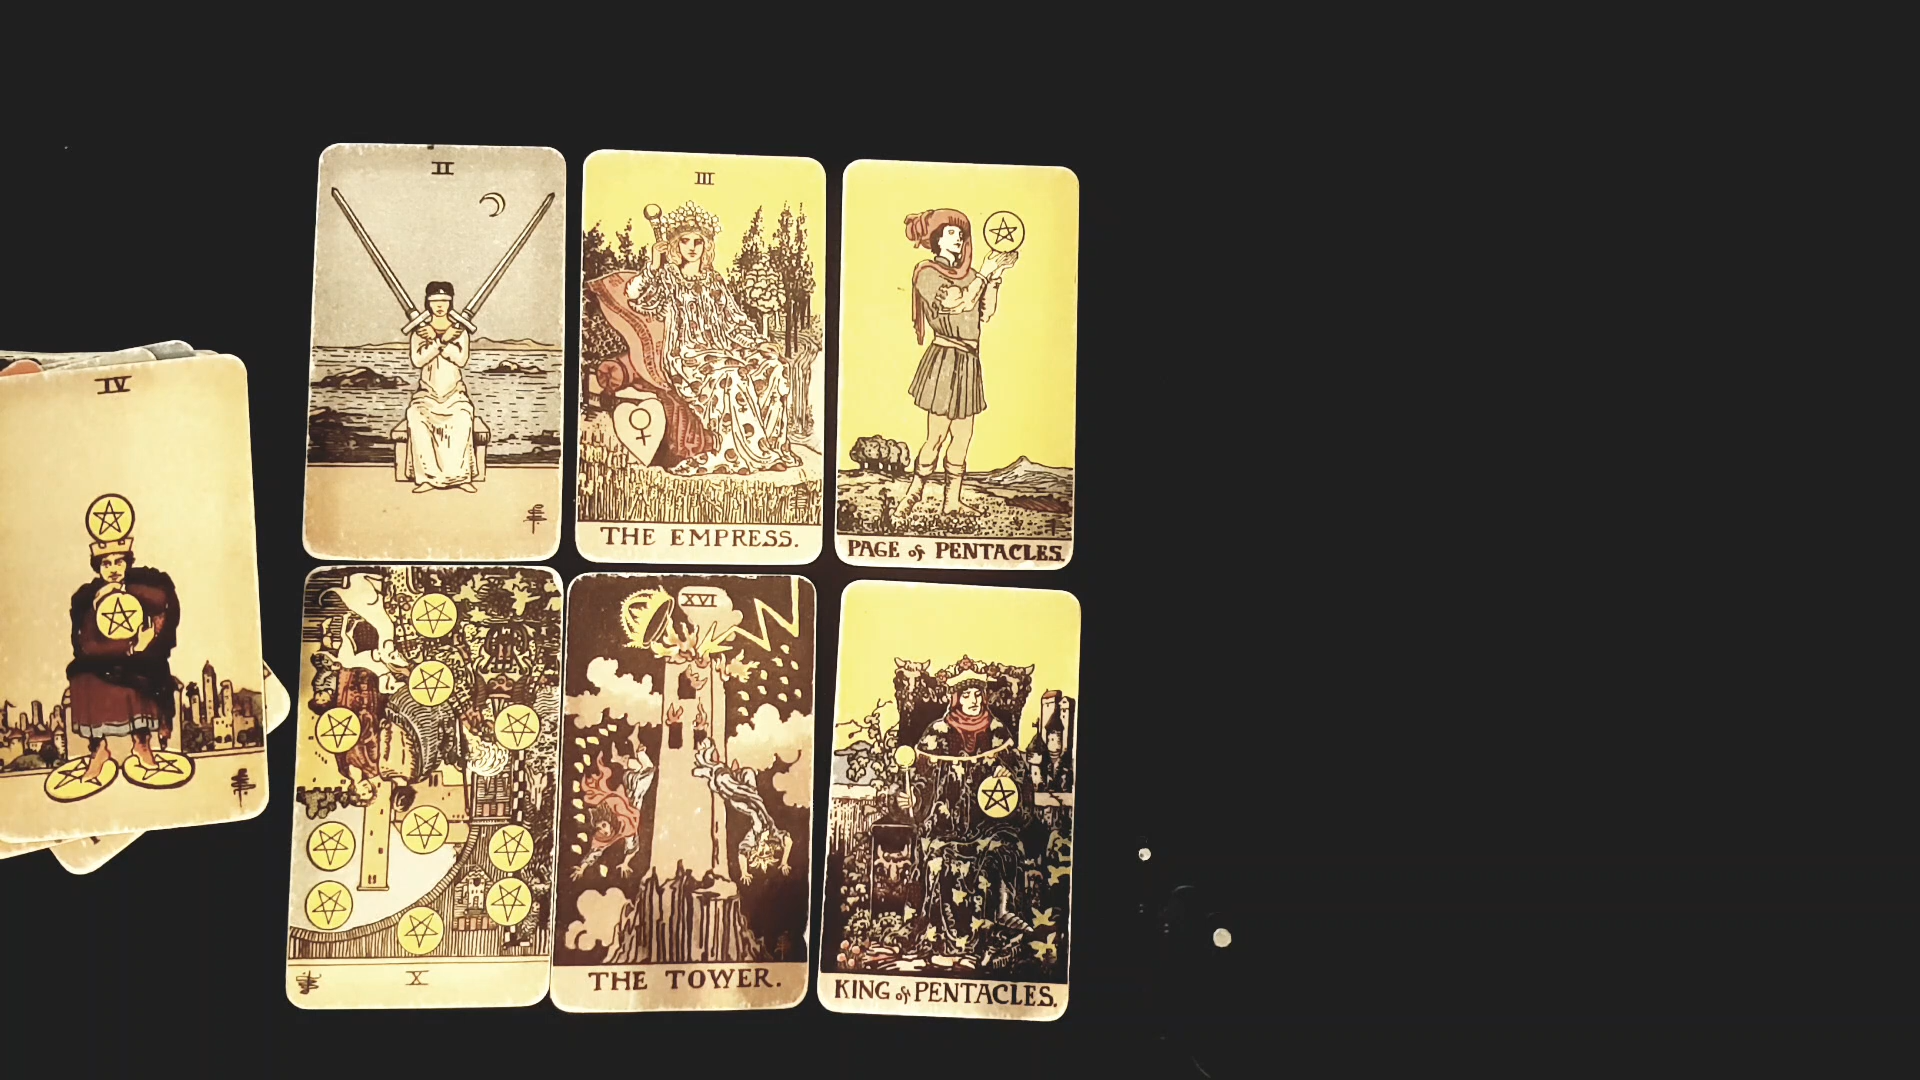 II
III
IV
THE EMPRESS.
PAGE of PENTACLES.
XVI
X
THE TOWER.
KING of PENTACLES.